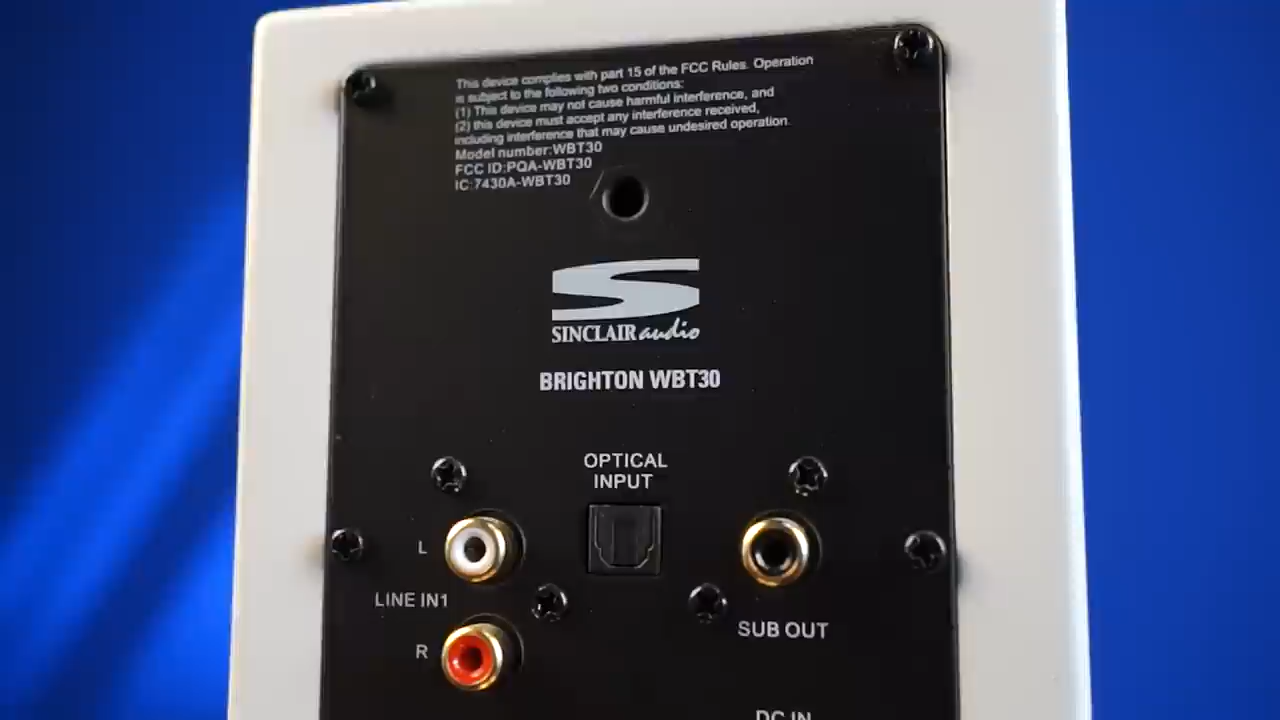 This device complies with part 15 of the FCC Rules. Operation
is subject to the following two conditions:
(1) This device may not cause harmful interference, and
(2) this device must accept any interference received,
including interference that may cause undesired operation.
Model number:WBT30
FCC ID:PQA-WBT30
IC:7430A-WBT30
SINCLAIR audio
BRIGHTON WBT30
OPTICAL
INPUT
L
LINE IN1
R
SUB OUT
DC IN